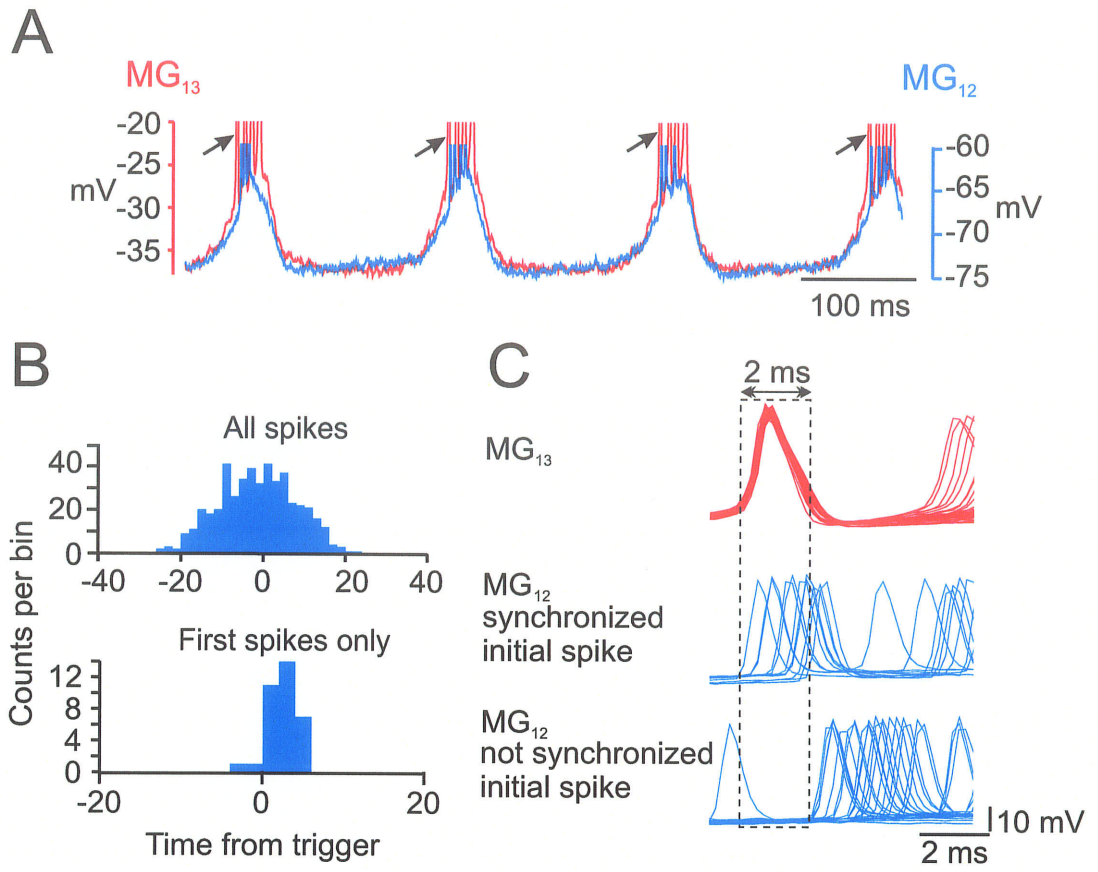 A
MG13
MG12
-20
-25
-30
-35
mV
-60
-65
-70
-75
mV
100 ms
B
All spikes
40
20
0
-40 -20 0 20 40
First spikes only
12
8
4
0
-20 0 20
Counts per bin
Time from trigger
C
2 ms
MG13
MG12
synchronized
initial spike
MG12
not synchronized
initial spike
10 mV
2 ms